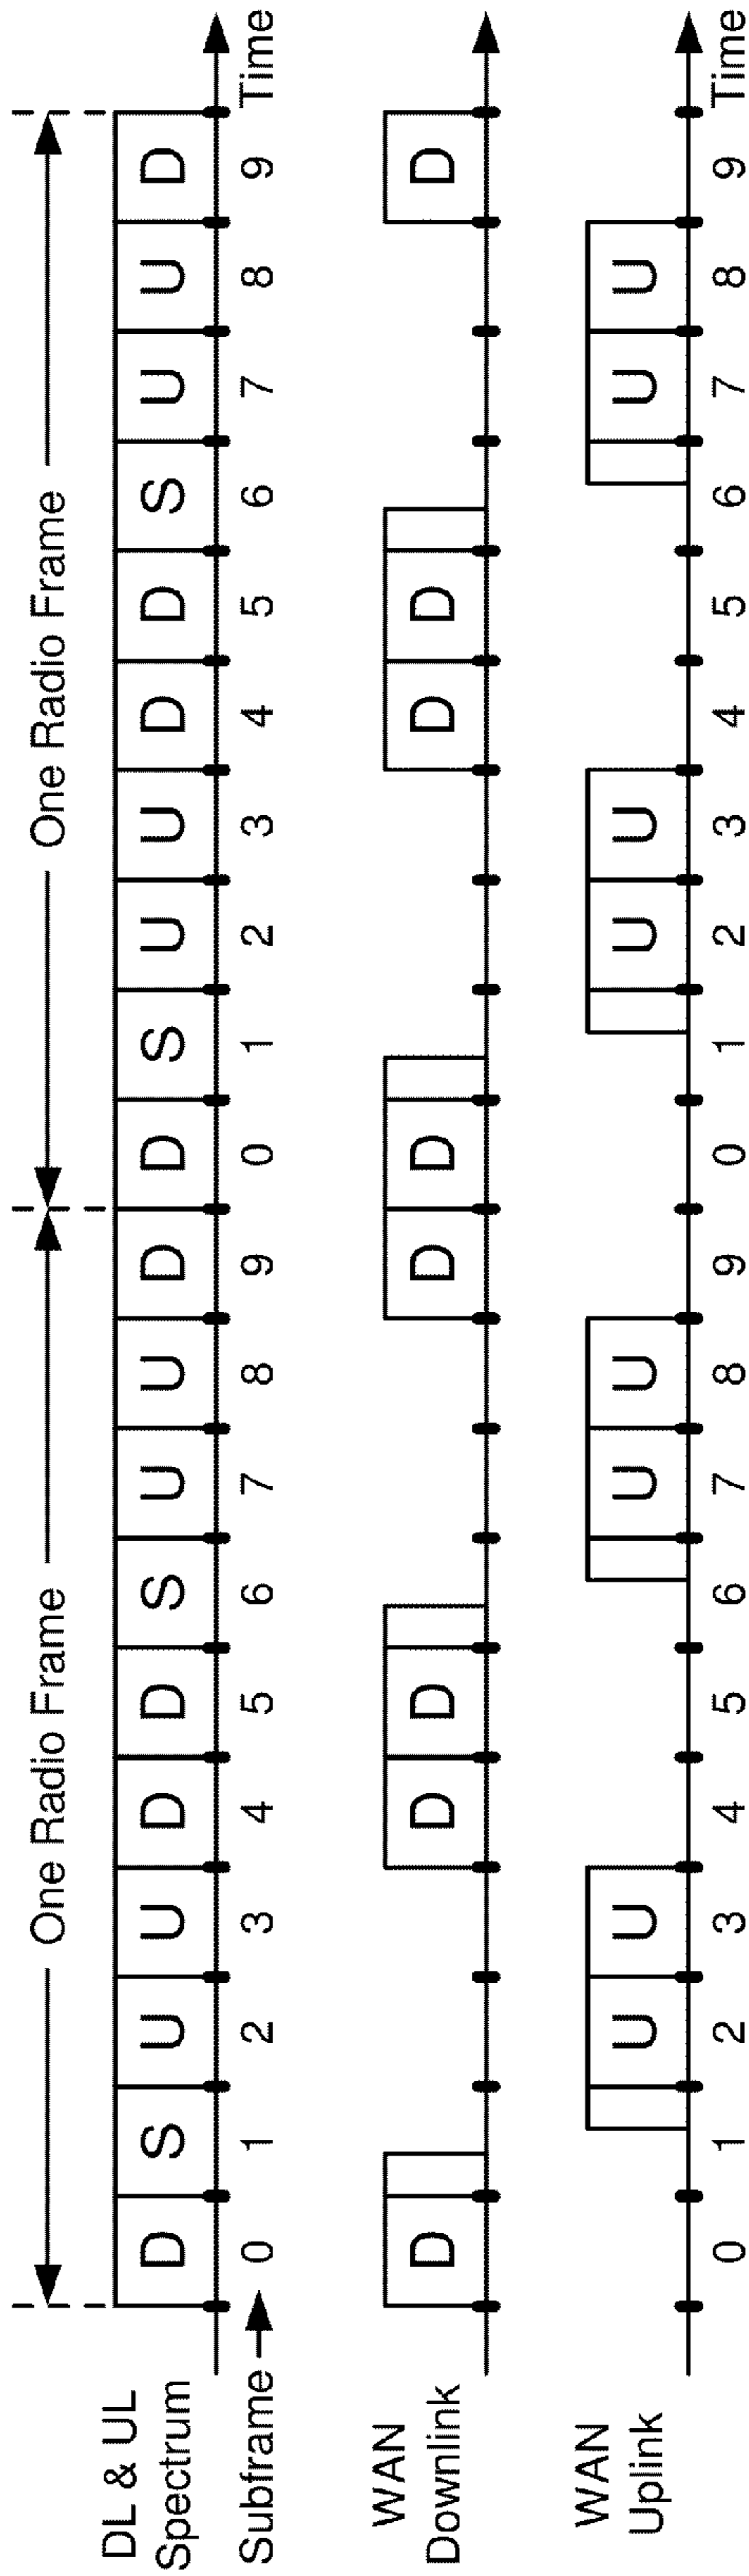 One Radio Frame One Radio Frame
DL & UL
Spectrum
D S U U D D S U U D D S U U D D S U U D
Subframe 0 1 2 3 4 5 6 7 8 9 0 1 2 3 4 5 6 7 8 9 Time
WAN
Downlink
D D D D D D D D
WAN
Uplink
U U U U U U U U
0 1 2 3 4 5 6 7 8 9 0 1 2 3 4 5 6 7 8 9 Time